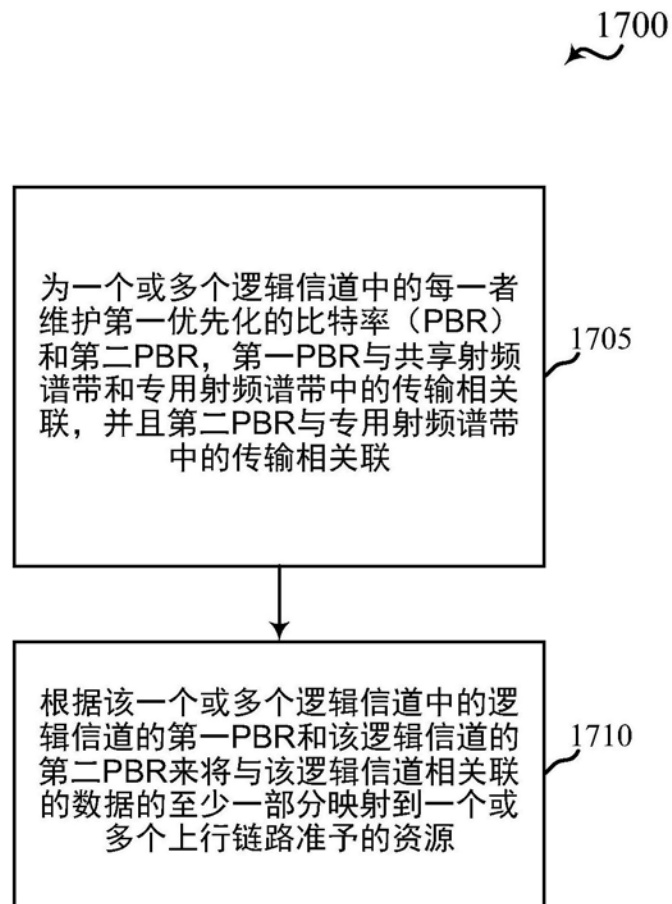 1700
为一个或多个逻辑信道中的每一者
维护第一优先化的比特率（PBR）
和第二PBR，第一PBR与共享射频
谱带和专用射频谱带中的传输相关
联，并且第二PBR与专用射频谱带
中的传输相关联
1705
根据该一个或多个逻辑信道中的逻
辑信道的第一PBR和该逻辑信道的
第二PBR来将与该逻辑信道相关联
的数据的至少一部分映射到一个或
多个上行链路准予的资源
1710